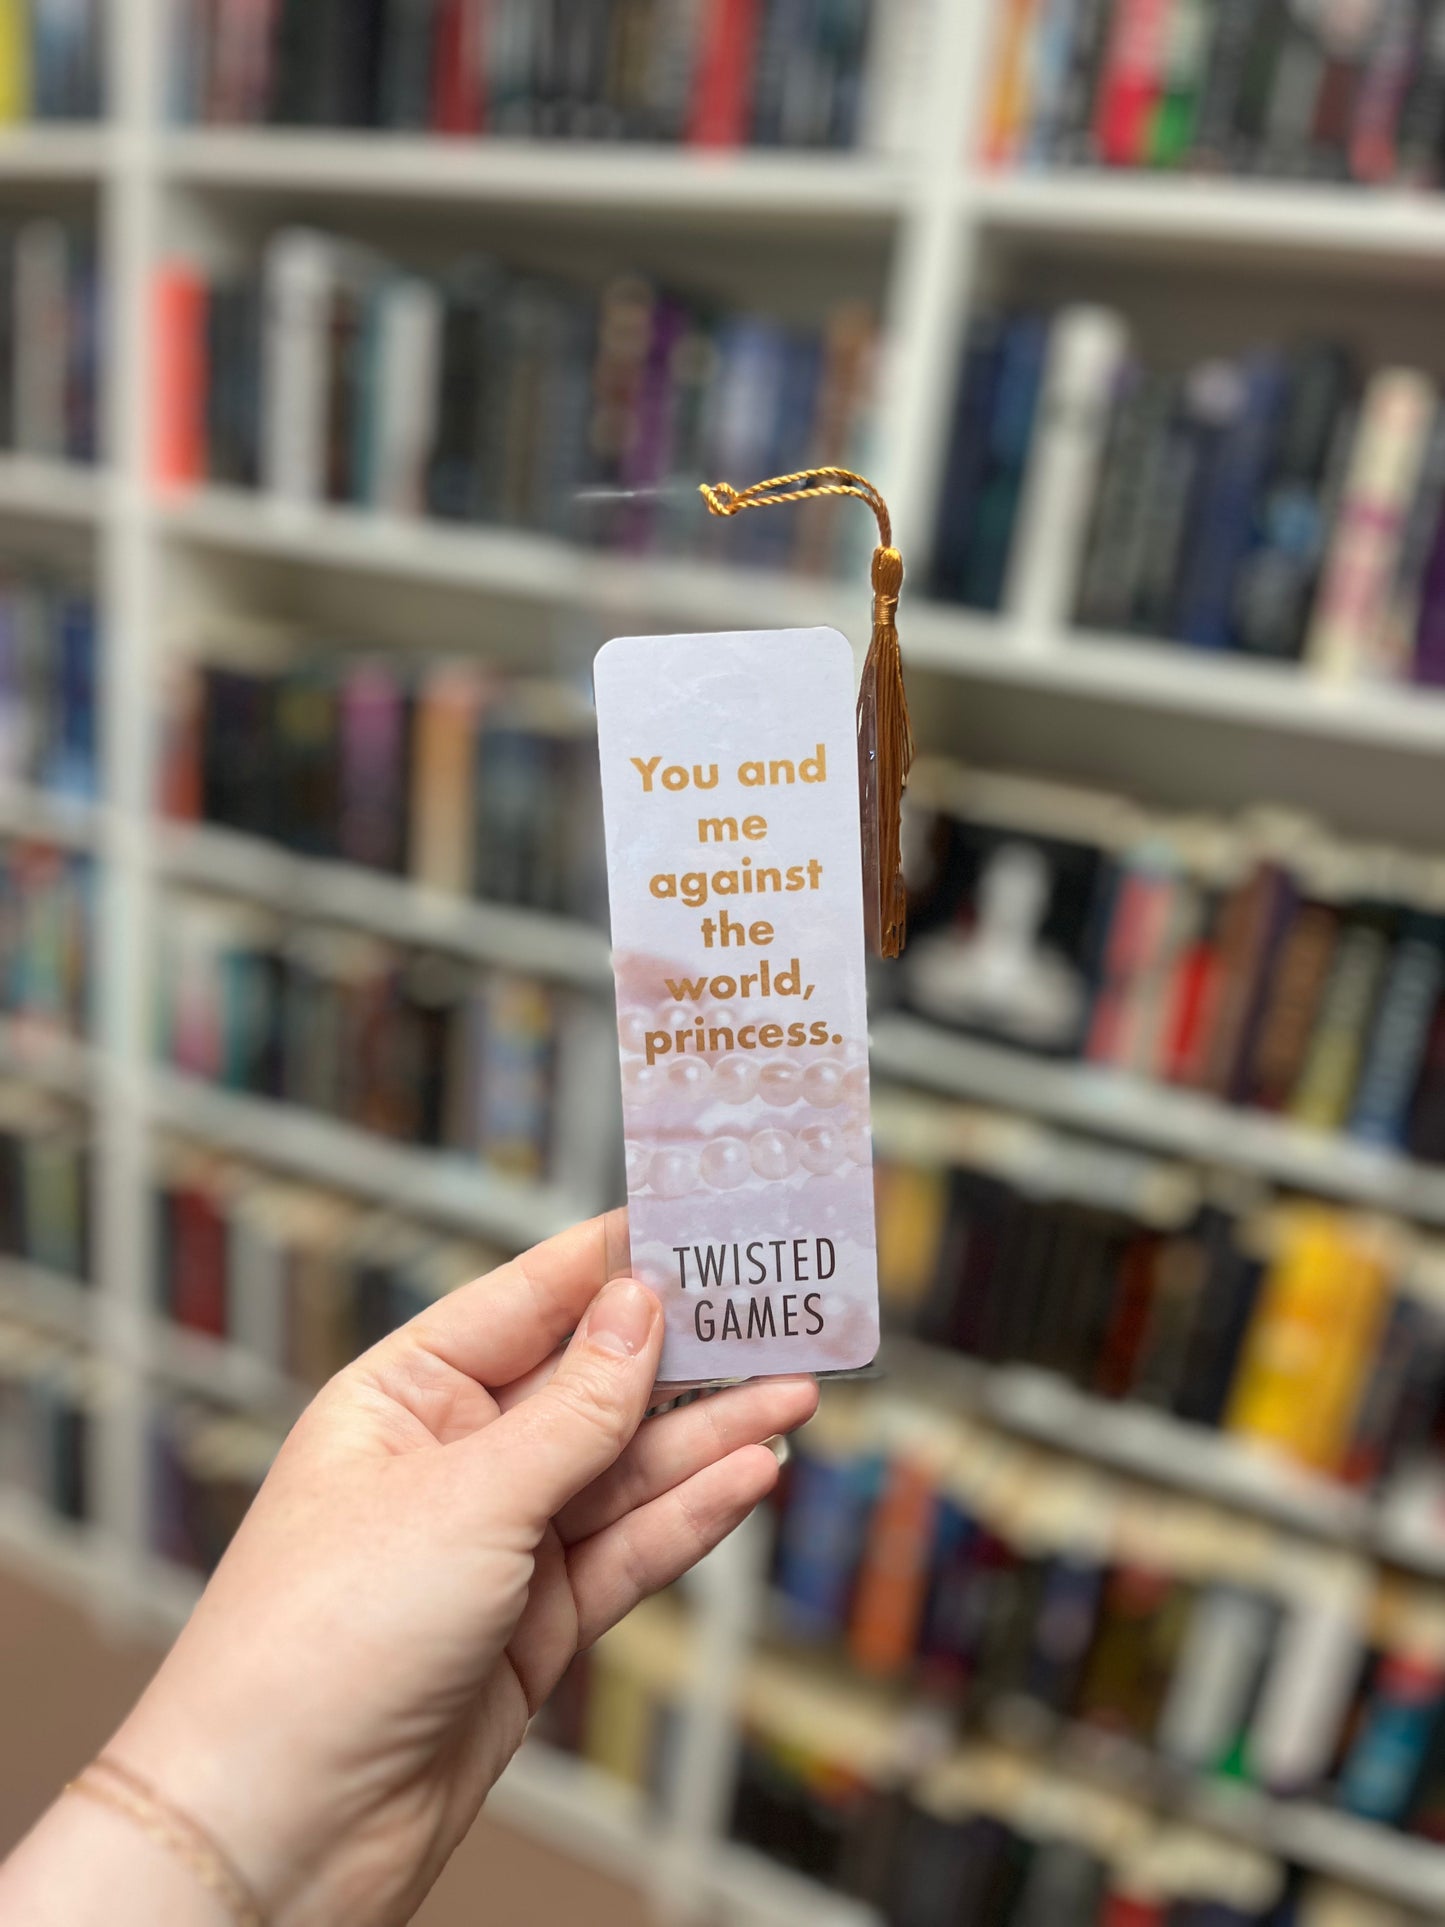 You and
me
against
the
world,
princess.
TWISTED
GAMES